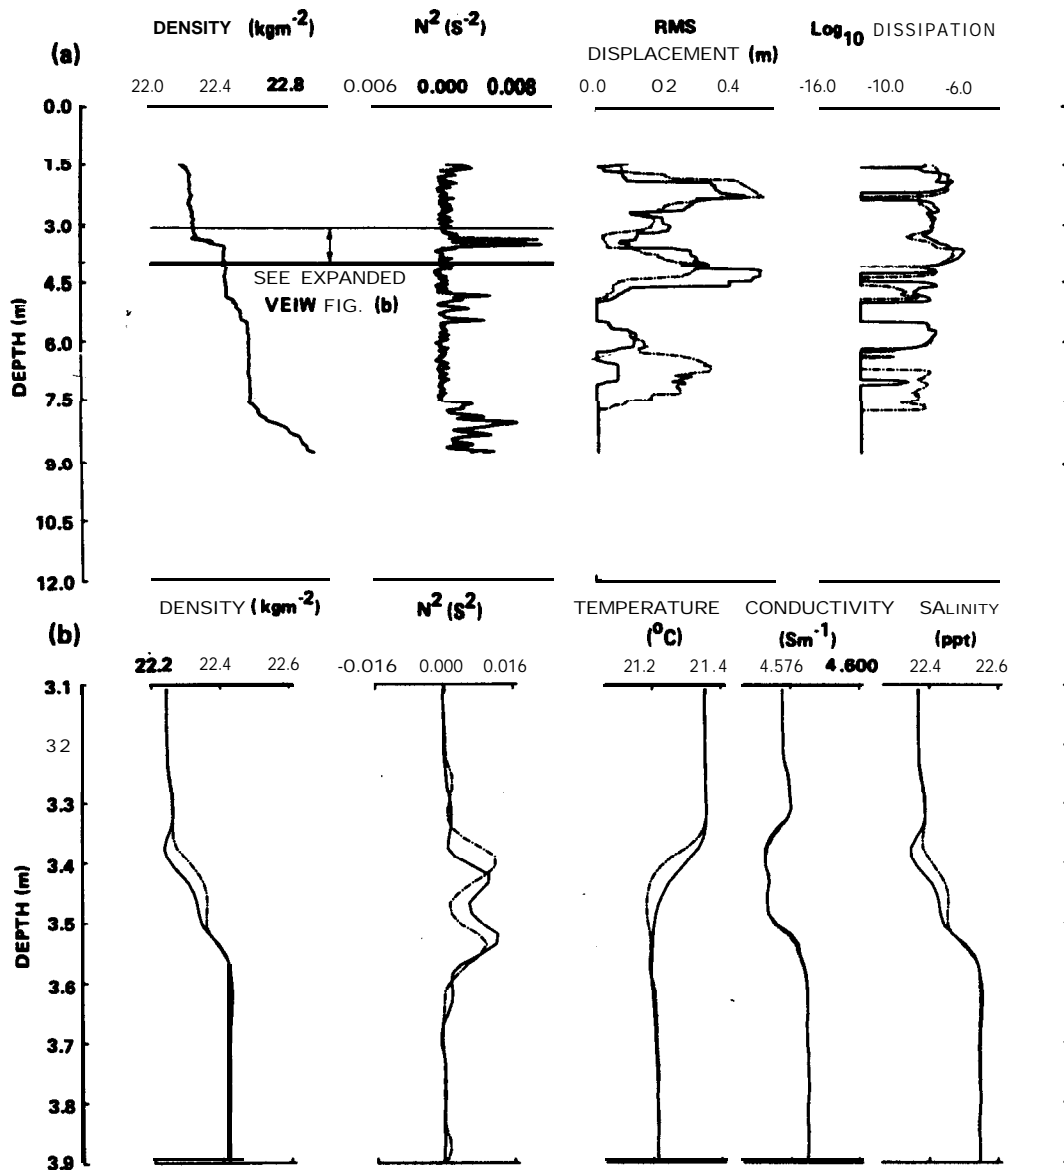 (a)
DENSITY (kgm-2) N2 (S-2) RMS DISPLACEMENT (m) Log10 DISSIPATION
22.0 22.4 22.8 0.006 0.000 0.008 0.0 0.2 0.4 -16.0 -10.0 -6.0
DEPTH (m)
0.0
1.5
3.0
4.5
6.0
7.5
9.0
10.5
12.0
SEE EXPANDED
VEIW FIG. (b)
(b)
DENSITY (kgm-2) N2 (S2) TEMPERATURE (OC) CONDUCTIVITY (Sm-1) SALINITY (ppt)
22.2 22.4 22.6 -0.016 0.000 0.016 21.2 21.4 4.576 4.600 22.4 22.6
DEPTH (m)
3.1
32
3.3
3.4
3.5
3.6
3.7
3.8
3.9